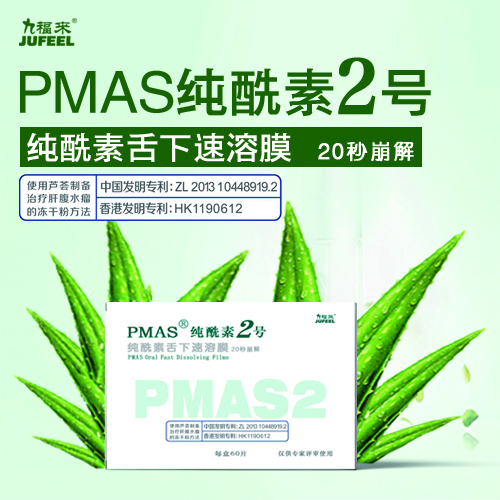 九福来®
JUFEEL
PMAS纯酰素2号
纯酰素舌下速溶膜 20秒崩解
使用芦荟制备
治疗肝腹水瘤
的冻干粉方法
中国发明专利：ZL 2013 10448919.2
香港发明专利：HK1190612
九福来®
JUFEEL
PMAS®纯酰素2号
纯酰素舌下速溶膜 20秒崩解
PMAS Oral Fast Dissolving Films
PMAS2
使用芦荟制备
治疗肝腹水瘤
的冻干粉方法
中国发明专利：ZL 2013 10448919.2
香港发明专利：HK1190612
每盒60片 仅供专家评审使用